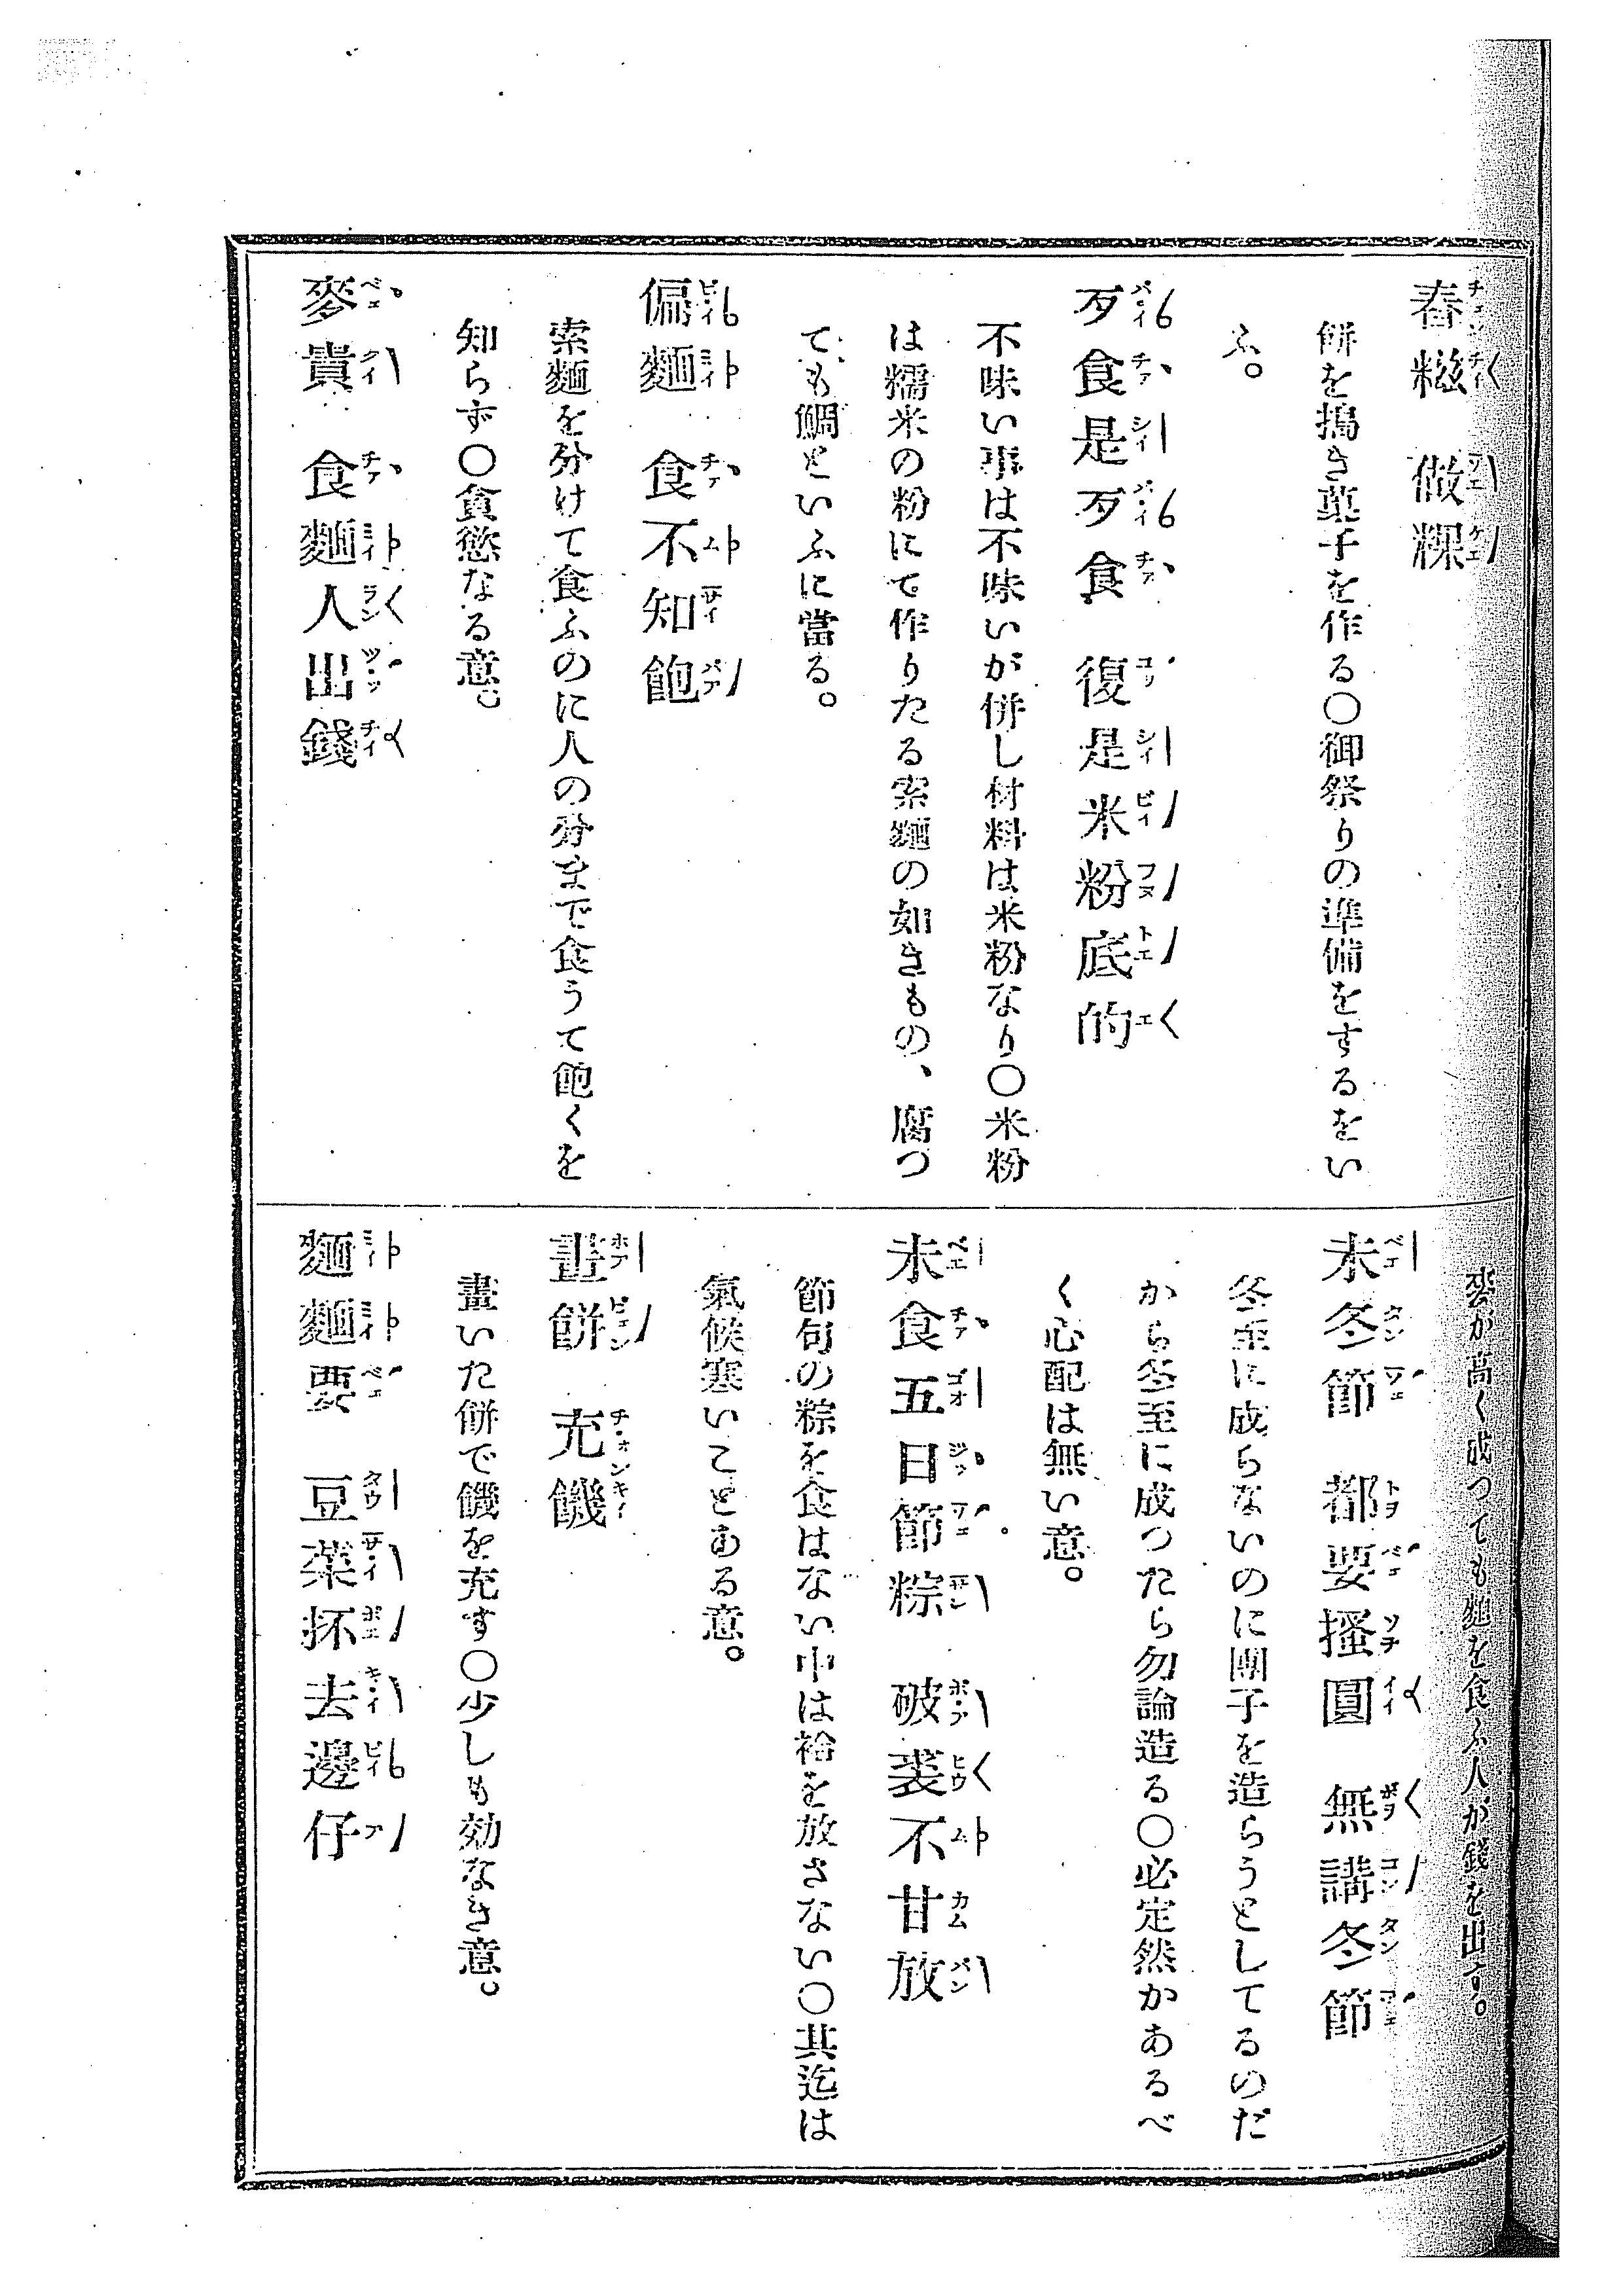 舂糍　做粿
餅を搗き菓子を作る〇御祭りの準備をするをい
ふ。
歹食是歹食　復是米粉底的
不味い事は不味いが併し材料は米粉なり〇米粉
は糯米の粉にて作りたる索麵の如きもの、腐つ
ても鯛といふに當る。
偏麵　食不知飽
索麵を分けて食ふのに人の分まで食うて飽くを
知らず〇貪慾なる意。
麥貴　食麵人出錢
麥が高く成つても麵を食ふ人が錢を出す。
未冬節　都要搔圓　無講冬節
冬至に成らないのに團子を造らうとしてるのだ
から冬至に成つたら勿論造る〇必定然かあるべ
く心配は無い意。
未食五日節粽　破裘不甘放
節句の粽を食はない中は袷を放さない〇其迄は
氣候寒いことある意。
畫餅　充饑
畫いた餅で饑を充す〇少しも効なき意。
麵麵要　豆菜抔去邊仔